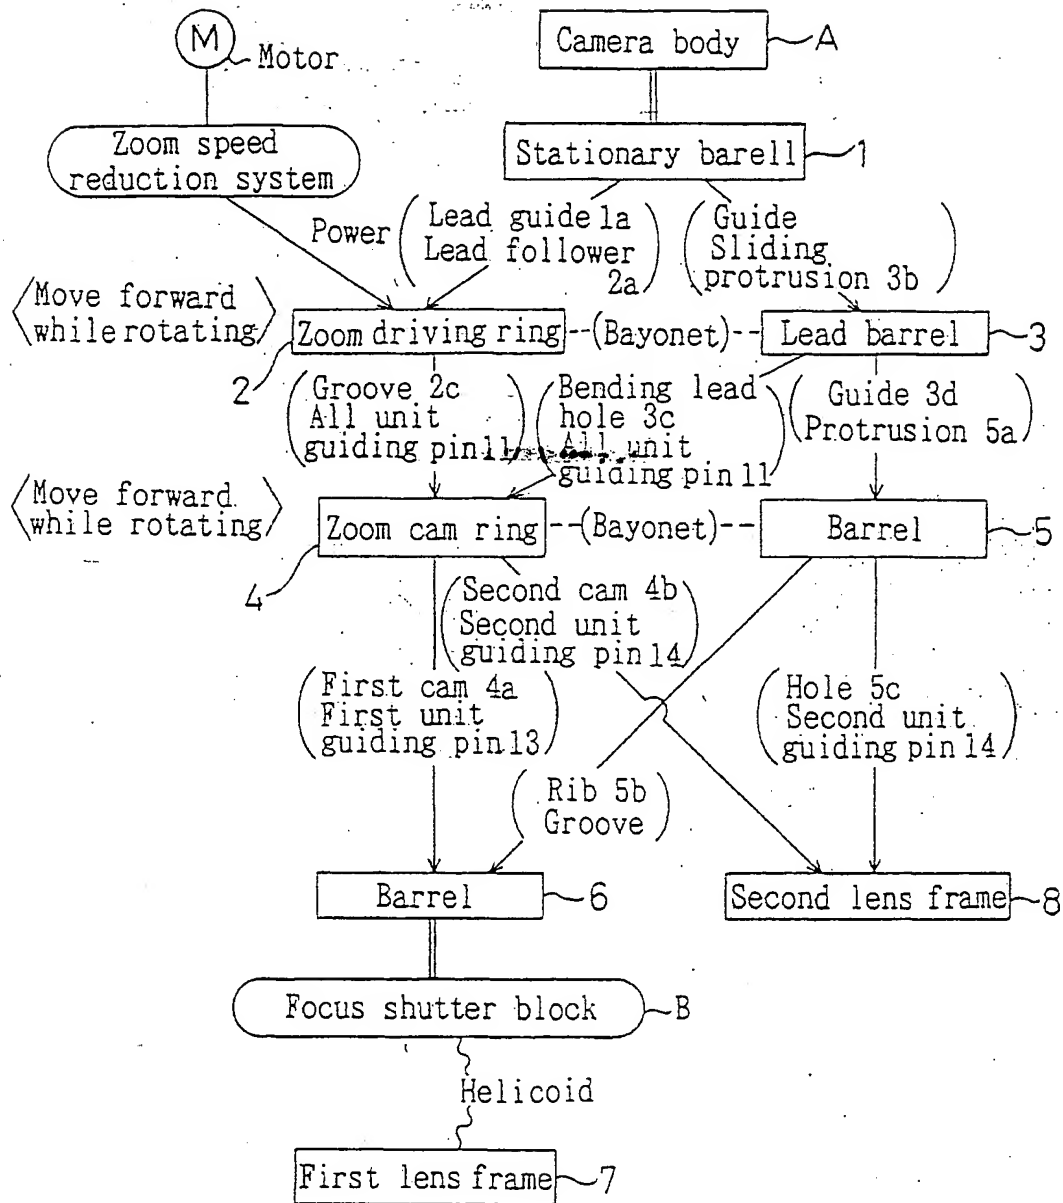 M
Motor
Camera body
A
Zoom speed
reduction system
Stationary barell
1
Power
Lead guide 1a
Lead follower
2a
Guide
Sliding
protrusion 3b
Move forward
while rotating
Zoom driving ring
2
(Bayonet)
Lead barrel
3
Groove 2c
All unit
guiding pin 11
Bending lead
hole 3c
All unit
guiding pin 11
Guide 3d
Protrusion 5a
Move forward
while rotating
Zoom cam ring
4
(Bayonet)
Barrel
5
Second cam 4b
Second unit
guiding pin 14
First cam 4a
First unit
guiding pin 13
Hole 5c
Second unit
guiding pin 14
Rib 5b
Groove
Barrel
6
Second lens frame
8
Focus shutter block
B
Helicoid
First lens frame
7